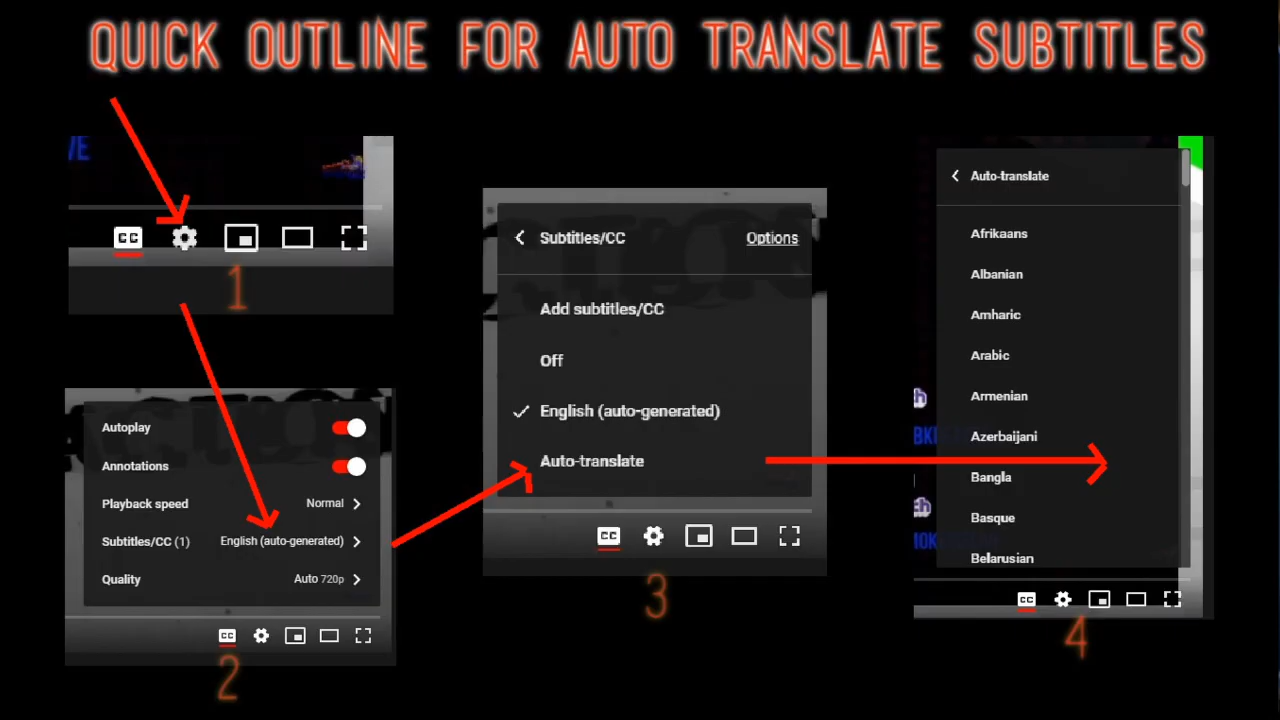 QUICK OUTLINE FOR AUTO TRANSLATE SUBTITLES
CC
1
Autoplay
Annotations
Playback speed Normal
Subtitles/CC (1) English (auto-generated)
Quality Auto 720p
CC
2
Subtitles/CC Options
Add subtitles/CC
Off
English (auto-generated)
Auto-translate
CC
3
Auto-translate
Afrikaans
Albanian
Amharic
Arabic
Armenian
Azerbaijani
Bangla
Basque
Belarusian
CC
4